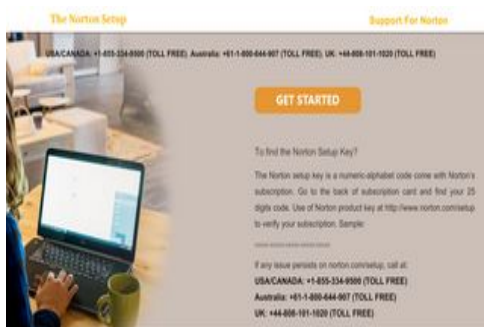 The Norton Setup
Support For Norton
USA/CANADA: +1-855-334-9500 (TOLL FREE), Australia: +61-1-800-644-907 (TOLL FREE), UK: +44-808-101-1020 (TOLL FREE)
GET STARTED
To find the Norton Setup Key?
The Norton setup key is a numeric-alphabet code come with Norton's
subscription. Go to the back of subscription card and find your 25
digits code. Use of Norton product key at http://www.norton.com/setup
to verify your subscription. Sample:
If any issue persists on norton.com/setup, call at:
USA/CANADA: +1-855-334-9500 (TOLL FREE)
Australia: +61-1-800-644-907 (TOLL FREE)
UK: +44-808-101-1020 (TOLL FREE)